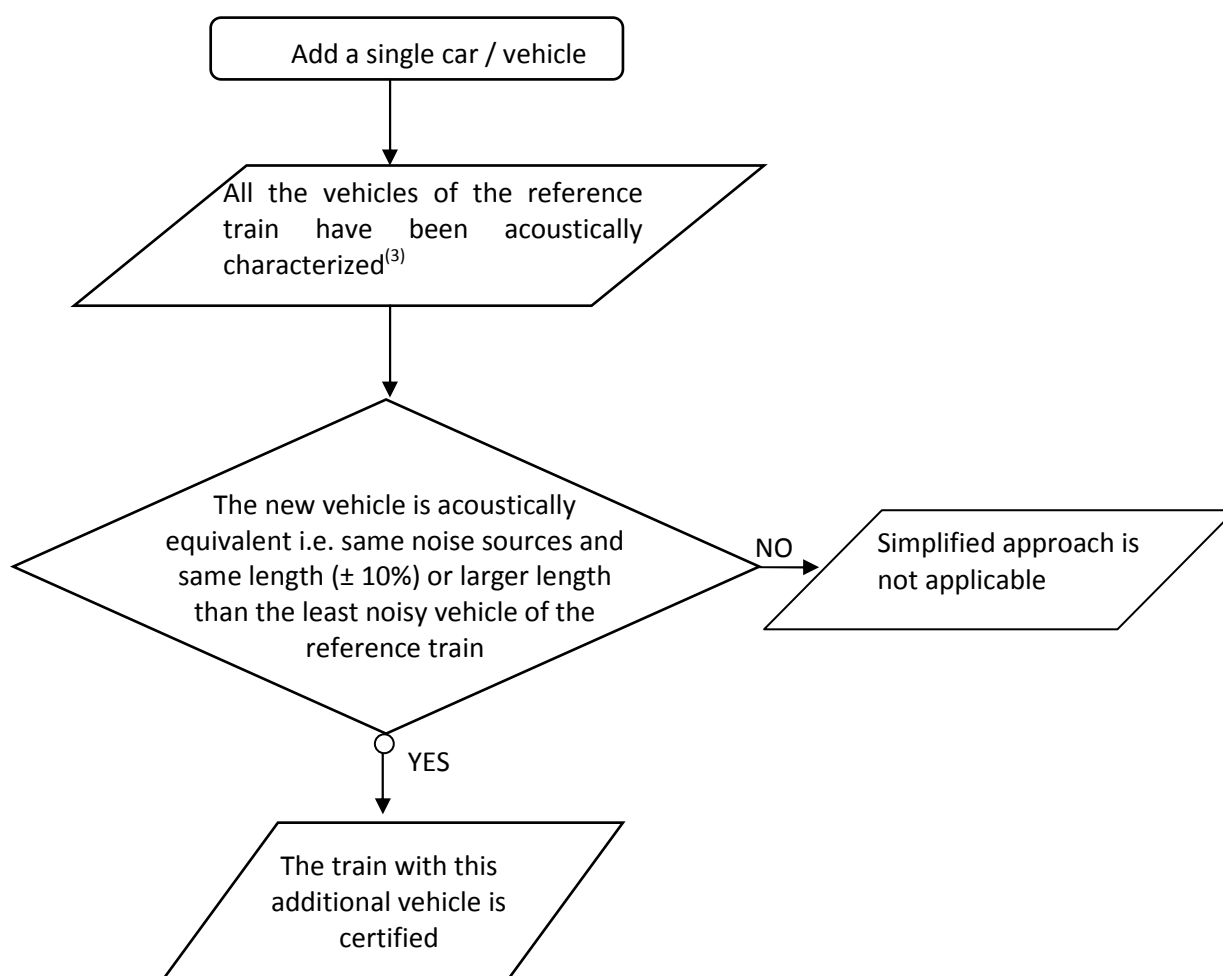 Add a single car / vehicle
All the vehicles of the reference
train have been acoustically
characterized(3)
The new vehicle is acoustically
equivalent i.e. same noise sources and
same length (± 10%) or larger length
than the least noisy vehicle of the
reference train
NO
Simplified approach is
not applicable
YES
The train with this
additional vehicle is
certified